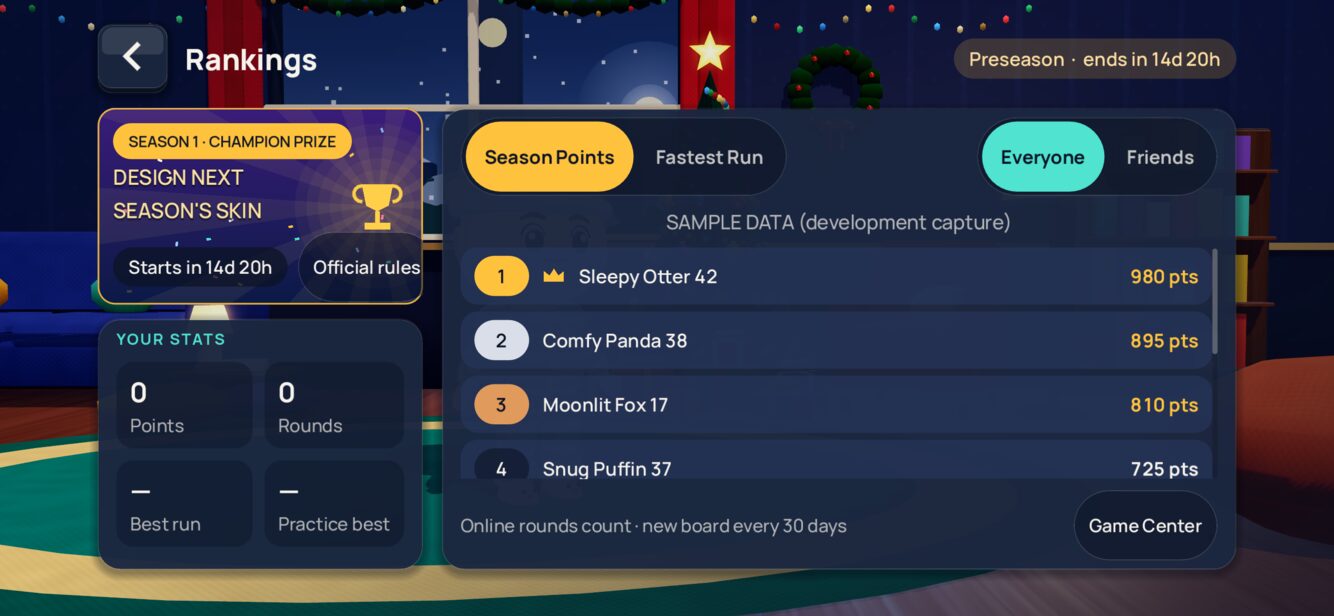 Rankings
Preseason · ends in 14d 20h
SEASON 1 · CHAMPION PRIZE
DESIGN NEXT
SEASON'S SKIN
Starts in 14d 20h
Official rules
YOUR STATS
0
Points
0
Rounds
—
Best run
—
Practice best
Season Points
Fastest Run
Everyone
Friends
SAMPLE DATA (development capture)
1 Sleepy Otter 42 980 pts
2 Comfy Panda 38 895 pts
3 Moonlit Fox 17 810 pts
4 Snug Puffin 37 725 pts
Online rounds count · new board every 30 days
Game Center